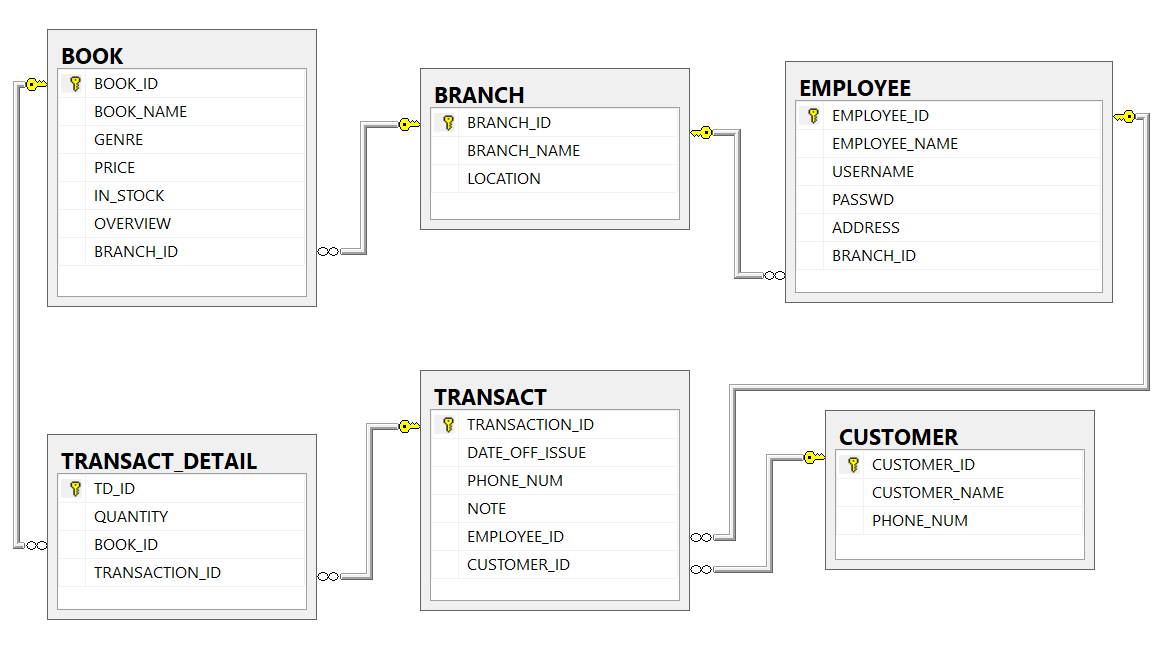 BOOK
BOOK_ID
BOOK_NAME
GENRE
PRICE
IN_STOCK
OVERVIEW
BRANCH_ID
BRANCH
BRANCH_ID
BRANCH_NAME
LOCATION
EMPLOYEE
EMPLOYEE_ID
EMPLOYEE_NAME
USERNAME
PASSWD
ADDRESS
BRANCH_ID
TRANSACT_DETAIL
TD_ID
QUANTITY
BOOK_ID
TRANSACTION_ID
TRANSACT
TRANSACTION_ID
DATE_OFF_ISSUE
PHONE_NUM
NOTE
EMPLOYEE_ID
CUSTOMER_ID
CUSTOMER
CUSTOMER_ID
CUSTOMER_NAME
PHONE_NUM